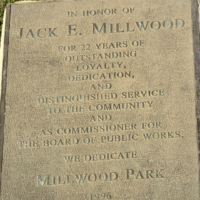 IN HONOR OF
JACK E. MILLWOOD
FOR 22 YEARS OF
OUTSTANDING
LOYALTY,
DEDICATION,
AND
DISTINGUISHED SERVICE
TO THE COMMUNITY
AND
AS COMMISSIONER FOR
THE BOARD OF PUBLIC WORKS,
WE DEDICATE
MILLWOOD PARK
1996